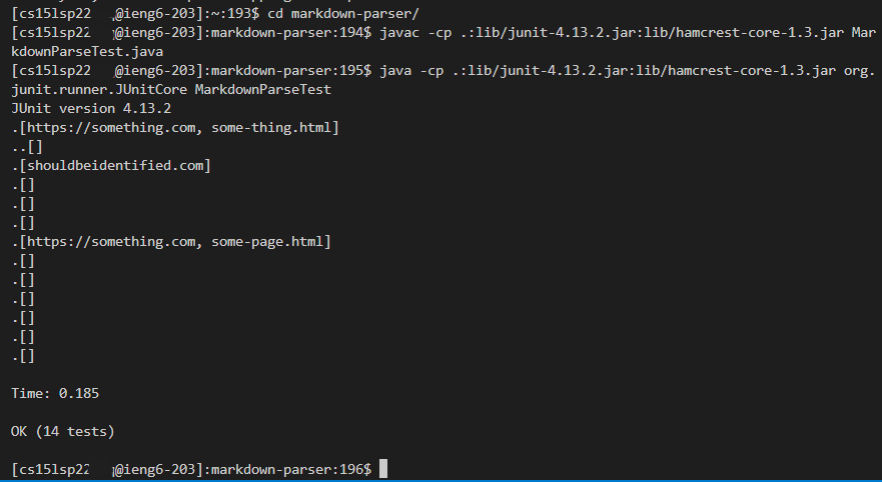 [cs15lsp22 @ieng6-203]:~:193$ cd markdown-parser/
[cs15lsp22 @ieng6-203]:markdown-parser:194$ javac -cp .:lib/junit-4.13.2.jar:lib/hamcrest-core-1.3.jar Mar
kdownParseTest.java
[cs15lsp22 @ieng6-203]:markdown-parser:195$ java -cp .:lib/junit-4.13.2.jar:lib/hamcrest-core-1.3.jar org.
junit.runner.JUnitCore MarkdownParseTest
JUnit version 4.13.2
.[https://something.com, some-thing.html]
..[]
.[shouldbeidentified.com]
.[]
.[]
.[]
.[https://something.com, some-page.html]
.[]
.[]
.[]
.[]
.[]
.[]
Time: 0.185
OK (14 tests)
[cs15lsp22 @ieng6-203]:markdown-parser:196$